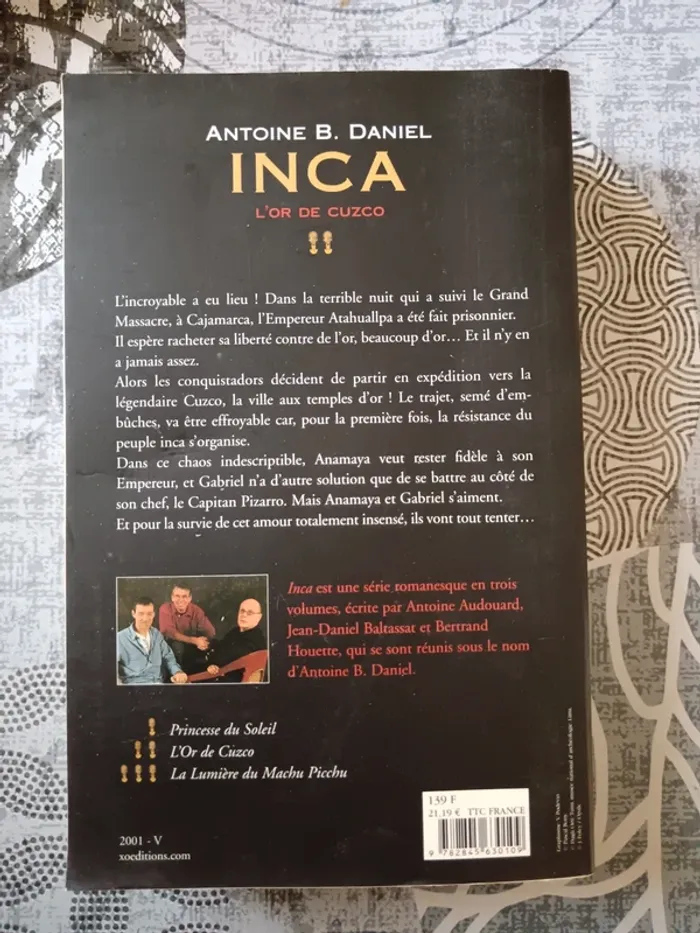 ANTOINE B. DANIEL
INCA
L'OR DE CUZCO
L'incroyable a eu lieu ! Dans la terrible nuit qui a suivi le Grand
Massacre, à Cajamarca, l'Empereur Atahuallpa a été fait prisonnier.
Il espère racheter sa liberté contre de l'or, beaucoup d'or… Et il n'y en
a jamais assez.
Alors les conquistadors décident de partir en expédition vers la
légendaire Cuzco, la ville aux temples d'or ! Le trajet, semé d'em-
bûches, va être effroyable car, pour la première fois, la résistance du
peuple inca s'organise.
Dans ce chaos indescriptible, Anamaya veut rester fidèle à son
Empereur, et Gabriel n'a d'autre solution que de se battre au côté de
son chef, le Capitan Pizarro. Mais Anamaya et Gabriel s'aiment.
Et pour la survie de cet amour totalement insensé, ils vont tout tenter…
Inca est une série romanesque en trois
volumes, écrite par Antoine Audouard,
Jean-Daniel Baltassat et Bertrand
Houette, qui se sont réunis sous le nom
d'Antoine B. Daniel.
Princesse du Soleil
L'Or de Cuzco
La Lumière du Machu Picchu
139 F
21,19 € TTC FRANCE
9 782845 630109
2001 - V
xoeditions.com